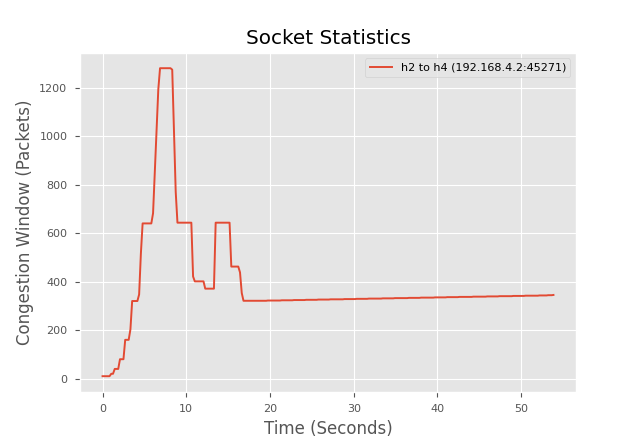 Socket Statistics
h2 to h4 (192.168.4.2:45271)
Congestion Window (Packets)
1200
1000
800
600
400
200
0
0 10 20 30 40 50
Time (Seconds)